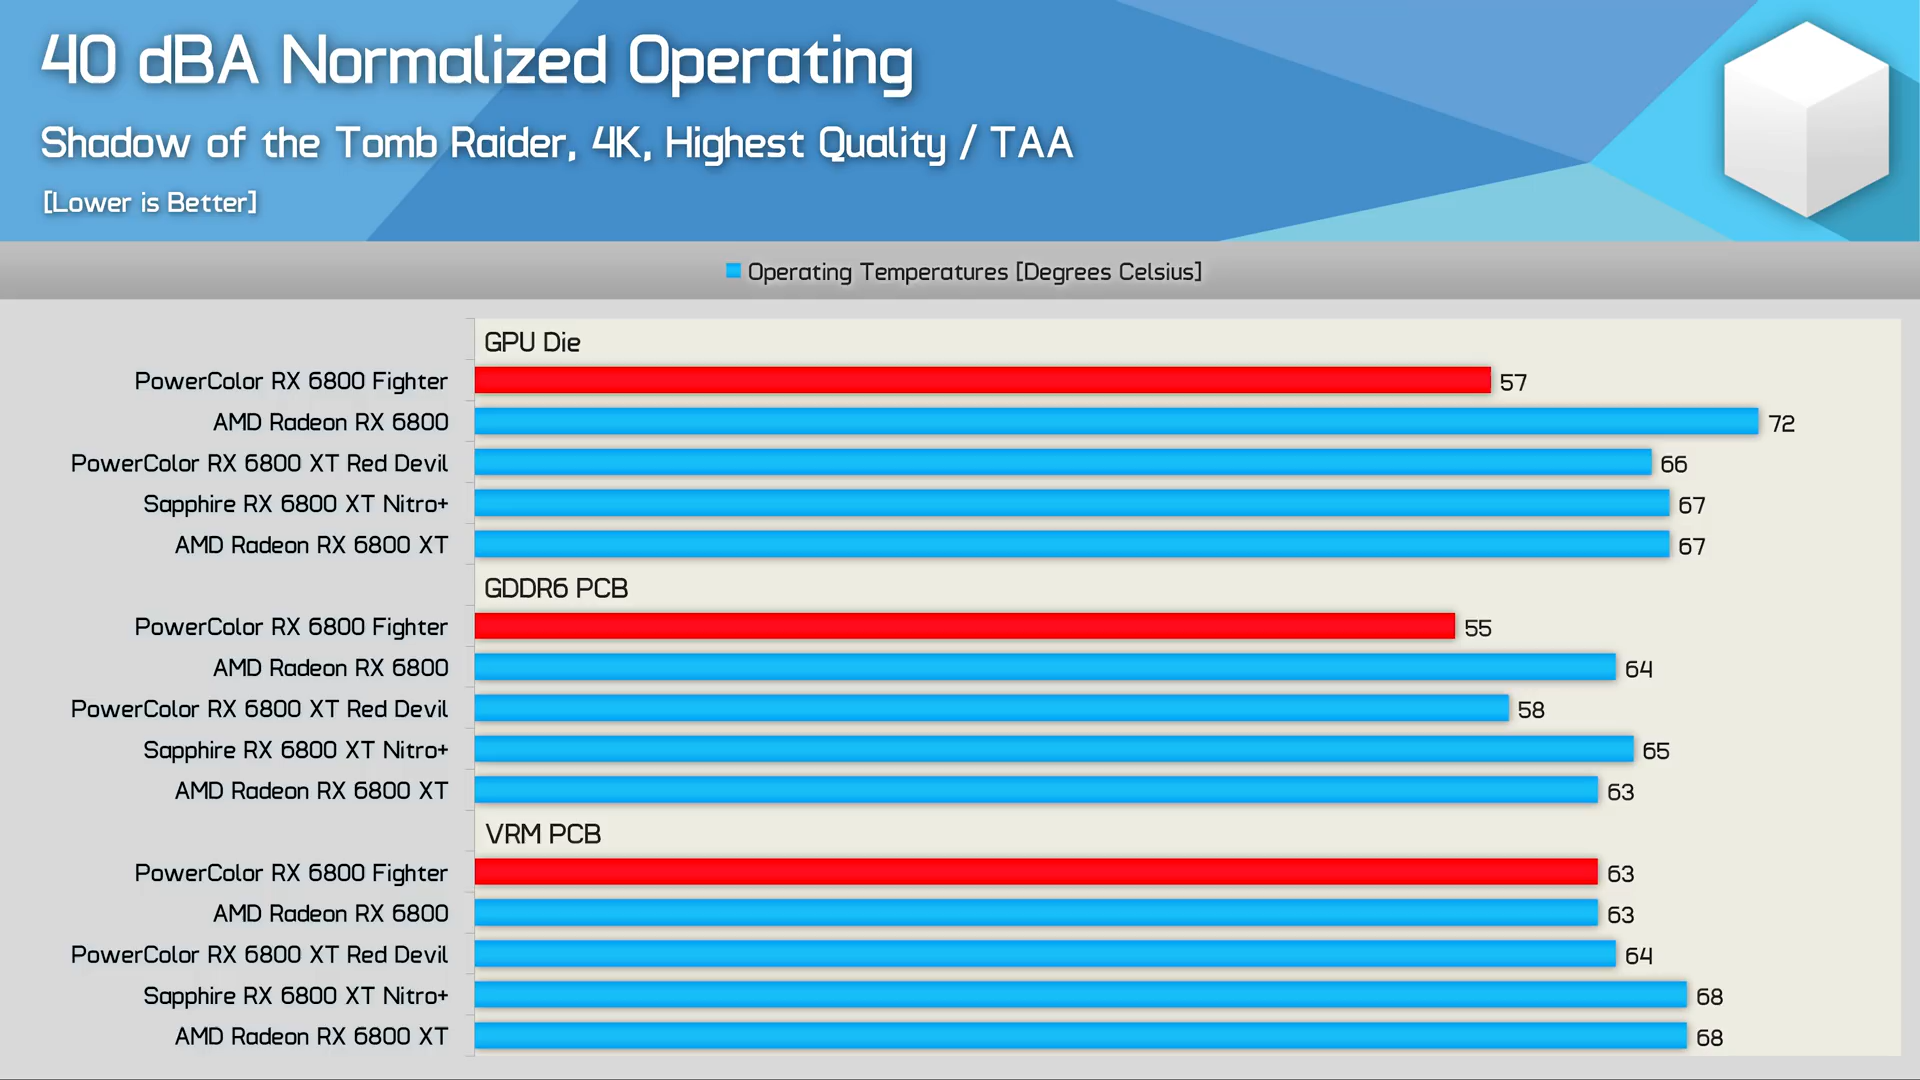 40 dBA Normalized Operating
Shadow of the Tomb Raider, 4K, Highest Quality / TAA
[Lower is Better]
Operating Temperatures [Degrees Celsius]
GPU Die
PowerColor RX 6800 Fighter 57
AMD Radeon RX 6800 72
PowerColor RX 6800 XT Red Devil 66
Sapphire RX 6800 XT Nitro+ 67
AMD Radeon RX 6800 XT 67
GDDR6 PCB
PowerColor RX 6800 Fighter 55
AMD Radeon RX 6800 64
PowerColor RX 6800 XT Red Devil 58
Sapphire RX 6800 XT Nitro+ 65
AMD Radeon RX 6800 XT 63
VRM PCB
PowerColor RX 6800 Fighter 63
AMD Radeon RX 6800 63
PowerColor RX 6800 XT Red Devil 64
Sapphire RX 6800 XT Nitro+ 68
AMD Radeon RX 6800 XT 68